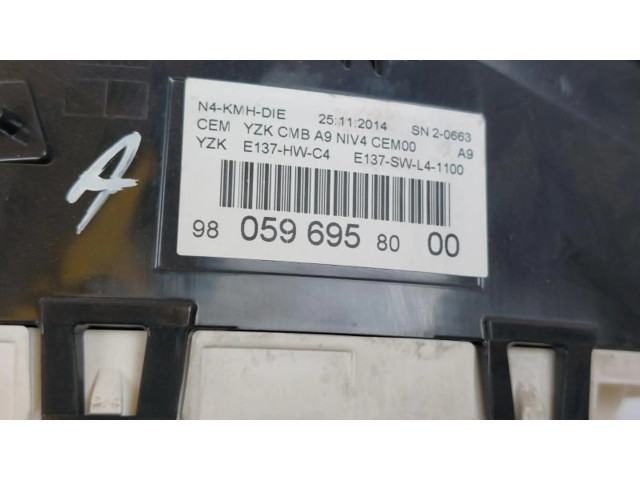 N4-KMH-DIE 25:11:2014 SN 2-0663
CEM YZK CMB A9 NIV4 CEM00 A9
YZK E137-HW-C4 E137-SW-L4-1100
98 059 695 80 00
A